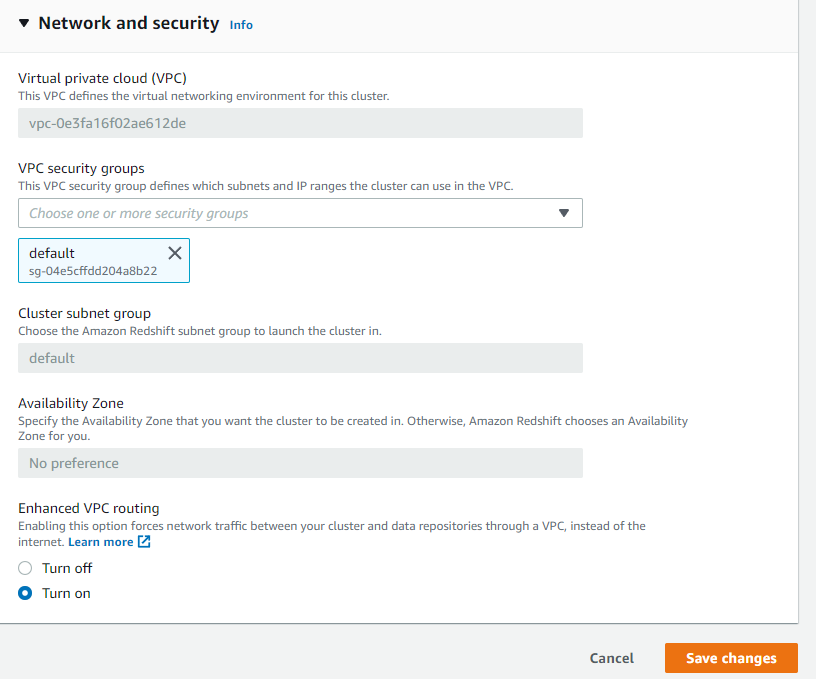 Network and security Info
Virtual private cloud (VPC)
This VPC defines the virtual networking environment for this cluster.
vpc-0e3fa16f02ae612de
VPC security groups
This VPC security group defines which subnets and IP ranges the cluster can use in the VPC.
Choose one or more security groups
default
sg-04e5cffdd204a8b22
Cluster subnet group
Choose the Amazon Redshift subnet group to launch the cluster in.
default
Availability Zone
Specify the Availability Zone that you want the cluster to be created in. Otherwise, Amazon Redshift chooses an Availability
Zone for you.
No preference
Enhanced VPC routing
Enabling this option forces network traffic between your cluster and data repositories through a VPC, instead of the
internet. Learn more
Turn off
Turn on
Cancel Save changes